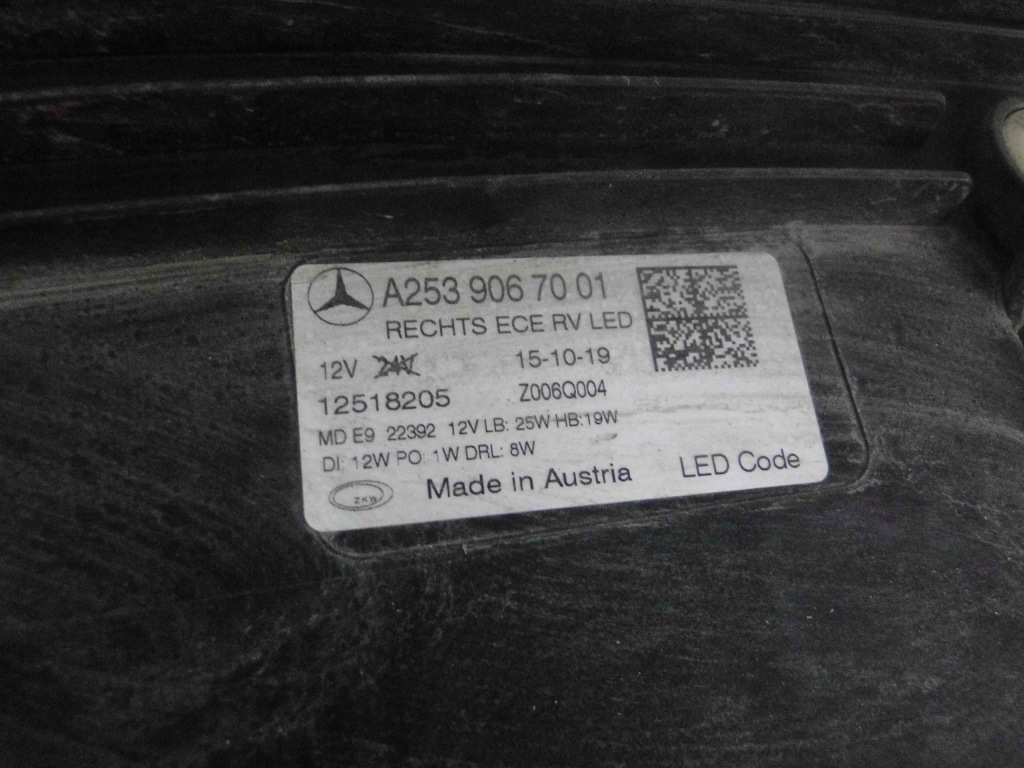 A253 906 70 01
RECHTS ECE RV LED
12V 24V 15-10-19
12518205 Z006Q004
MD E9 22392 12V LB: 25W HB:19W
DI: 12W PO: 1W DRL: 8W
ZKW Made in Austria LED Code